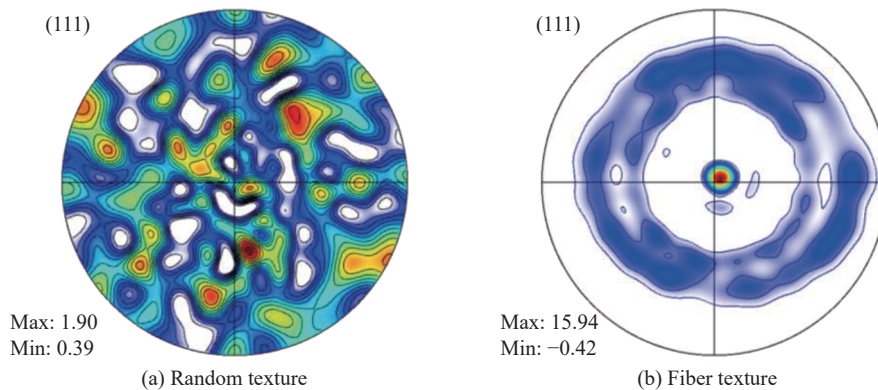 (111)
Max: 1.90
Min: 0.39
(a) Random texture
(111)
Max: 15.94
Min: −0.42
(b) Fiber texture